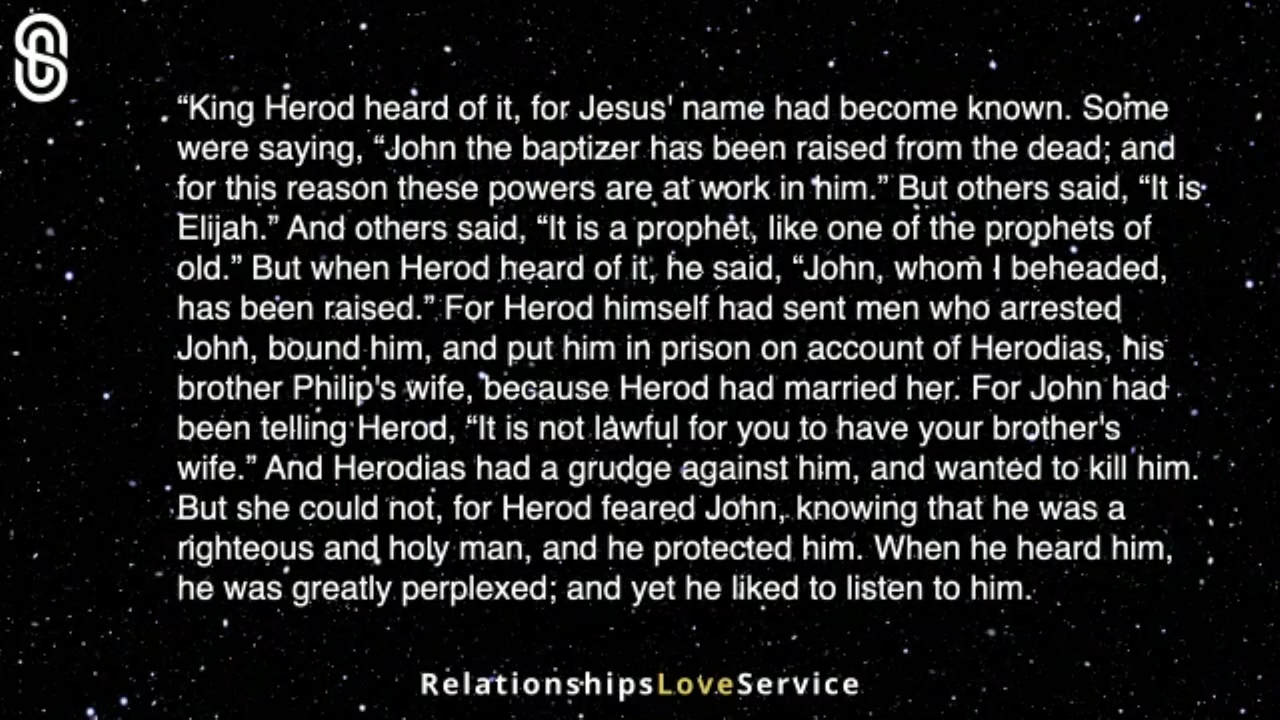 “King Herod heard of it, for Jesus' name had become known. Some
were saying, “John the baptizer has been raised from the dead; and
for this reason these powers are at work in him.” But others said, “It is
Elijah.” And others said, “It is a prophet, like one of the prophets of
old.” But when Herod heard of it, he said, “John, whom I beheaded,
has been raised.” For Herod himself had sent men who arrested
John, bound him, and put him in prison on account of Herodias, his
brother Philip's wife, because Herod had married her. For John had
been telling Herod, “It is not lawful for you to have your brother's
wife.” And Herodias had a grudge against him, and wanted to kill him.
But she could not, for Herod feared John, knowing that he was a
righteous and holy man, and he protected him. When he heard him,
he was greatly perplexed; and yet he liked to listen to him.
RelationshipsLoveService